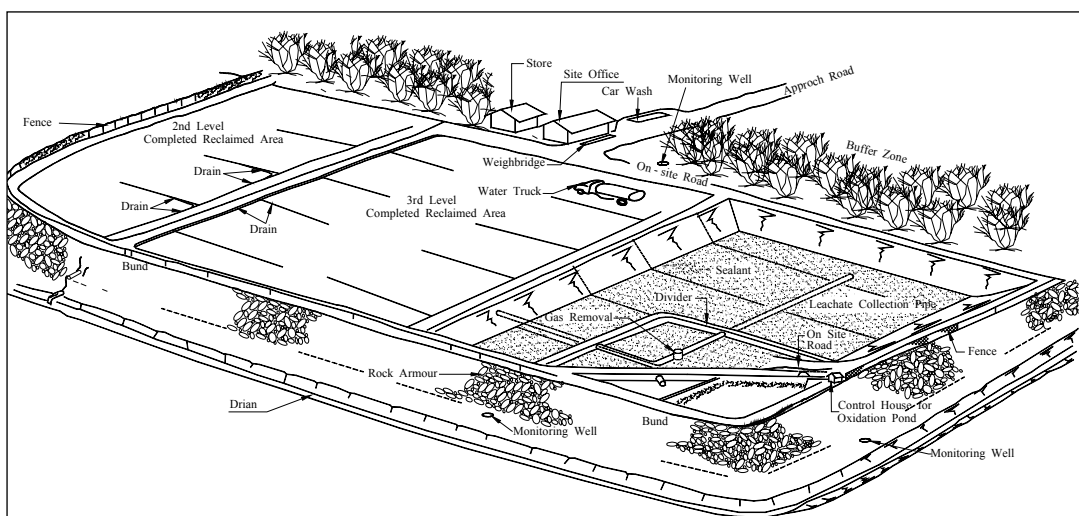 Store
Site Office
Car Wash
Monitoring Well
Approch Road
Fence
2nd Level
Completed Reclaimed Area
Weighbridge
Buffer Zone
On - site Road
Drain
Water Truck
3rd Level
Completed Reclaimed Area
Drain
Drain
Bund
Sealant
Divider
Leachate Collection Pipe
Gas Removal
On Site
Road
Fence
Rock Armour
Drian
Control House for
Oxidation Pond
Bund
Monitoring Well
Monitoring Well